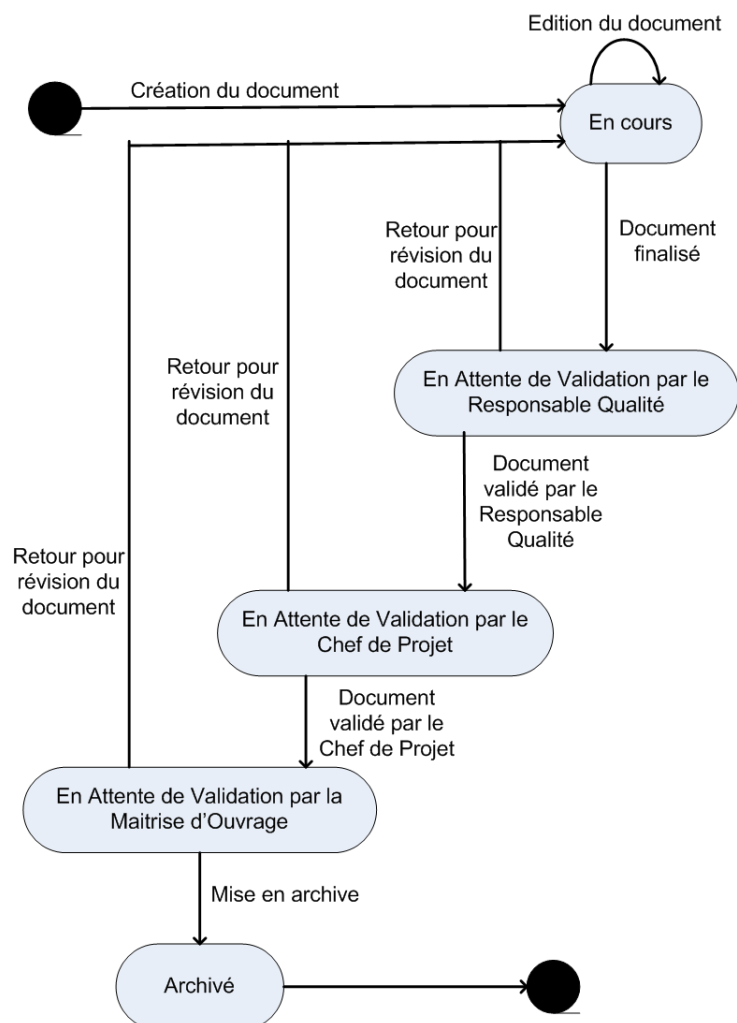 Edition du document
Création du document
En cours
Retour pour
révision du
document
Document
finalisé
Retour pour
révision du
document
En Attente de Validation par le
Responsable Qualité
Document
validé par le
Responsable
Qualité
Retour pour
révision du
document
En Attente de Validation par le
Chef de Projet
Document
validé par le
Chef de Projet
En Attente de Validation par la
Maitrise d'Ouvrage
Mise en archive
Archivé